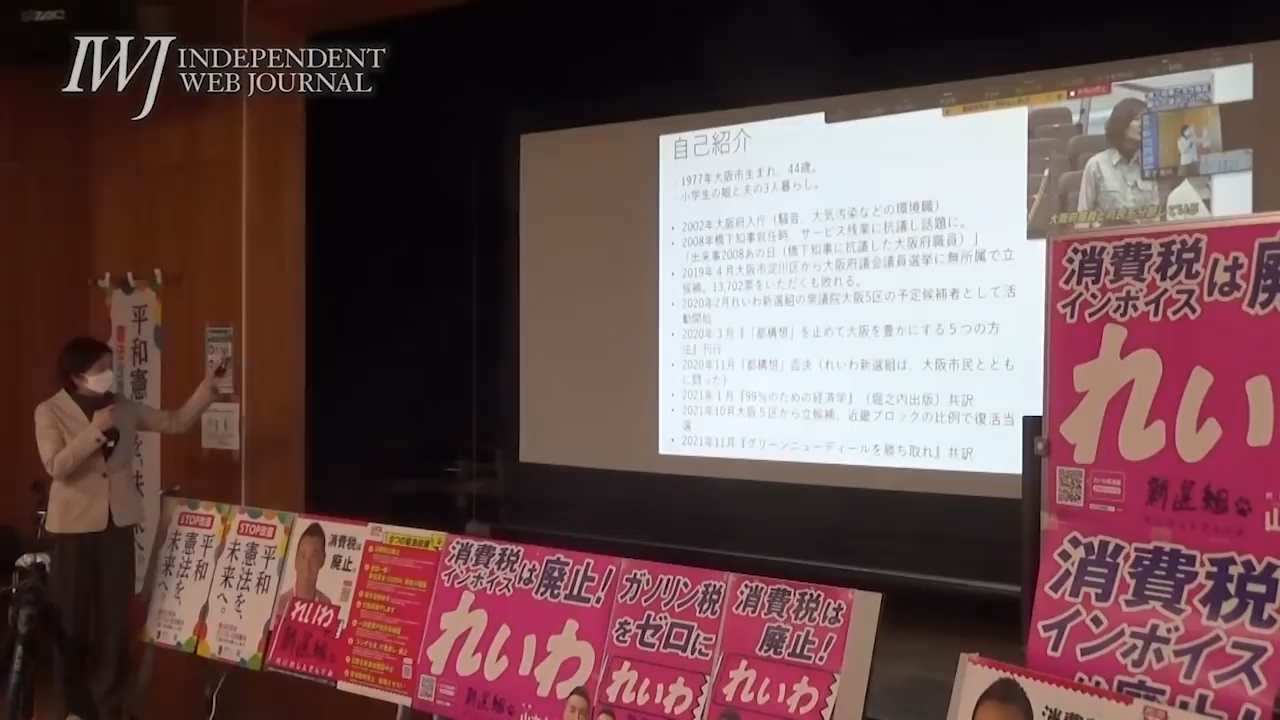 IWJ INDEPENDENT
WEB JOURNAL
自己紹介
1977年大阪市生まれ、44歳。
小学生の娘と夫の3人暮らし。
2002年大阪府入庁（騒音、大気汚染などの環境職）
2008年橋下知事就任時、サービス残業に抗議し話題に。
「出来事2008あの日（橋下知事に抗議した大阪府職員）」
2019年4月大阪市淀川区から大阪府議会議員選挙に無所属で立
候補。13,702票をいただくも敗れる。
2020年2月れいわ新選組の衆議院大阪5区の予定候補者として活
動開始
2020年3月『「都構想」を止めて大阪を豊かにする5つの方
法』刊行
2020年11月「都構想」否決（れいわ新選組は、大阪市民ととも
に闘った）
2021年1月『99％のための経済学』（堀之内出版）共訳
2021年10月大阪5区から立候補、近畿ブロックの比例で復活当
選
2021年11月『グリーンニューディールを勝ち取れ』共訳
消費税は
インボイス
れい
新選組
消費税
インボイス
平和憲
STOP改憲
平和
憲法を、
未来へ。
STOP改憲
平和
憲法を、
未来へ。
消費税は
廃止。
れいわ
新選組
消費税は廃止!
インボイス
れいわ
新選組
ガソリン税
をゼロに
れいわ
消費税は
廃止!
れいわ